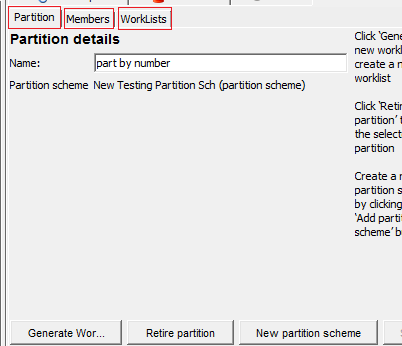 Partition Members WorkLists
Partition details
Name: part by number
Partition scheme New Testing Partition Sch (partition scheme)
Click 'Gene
new workl
create a n
worklist
Click 'Retir
partition' t
the select
partition
Create a n
partition s
by clicking
'Add partit
scheme' b
Generate Wor... Retire partition New partition scheme